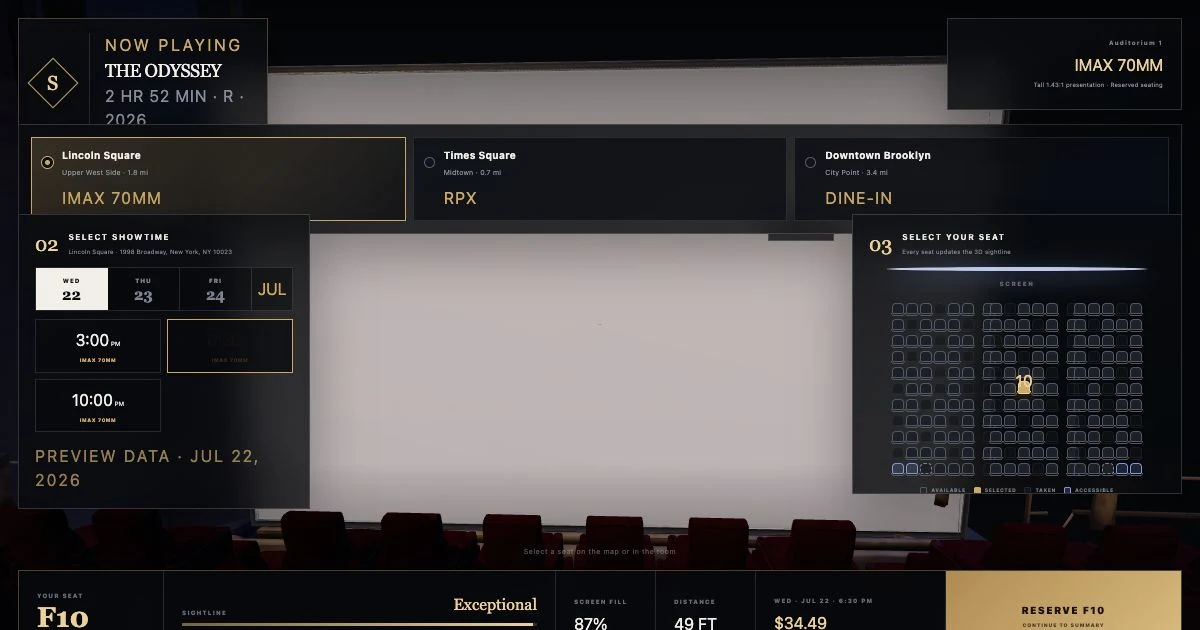 S
NOW PLAYING
THE ODYSSEY
2 HR 52 MIN · R ·
2026
Auditorium 1
IMAX 70MM
Tall 1.43:1 presentation · Reserved seating
Lincoln Square
Upper West Side · 1.8 mi
IMAX 70MM
Times Square
Midtown · 0.7 mi
RPX
Downtown Brooklyn
City Point · 3.4 mi
DINE-IN
02 SELECT SHOWTIME
Lincoln Square · 1998 Broadway, New York, NY 10023
WED
22
THU
23
FRI
24
JUL
3:00 PM
IMAX 70MM
IMAX 70MM
10:00 PM
IMAX 70MM
PREVIEW DATA · JUL 22,
2026
03 SELECT YOUR SEAT
Every seat updates the 3D sightline
SCREEN
10
AVAILABLE SELECTED TAKEN ACCESSIBLE
Select a seat on the map or in the room
YOUR SEAT
F10
SIGHTLINE
Exceptional
SCREEN FILL
87%
DISTANCE
49 FT
WED · JUL 22 · 6:30 PM
$34.49
RESERVE F10
CONTINUE TO SUMMARY